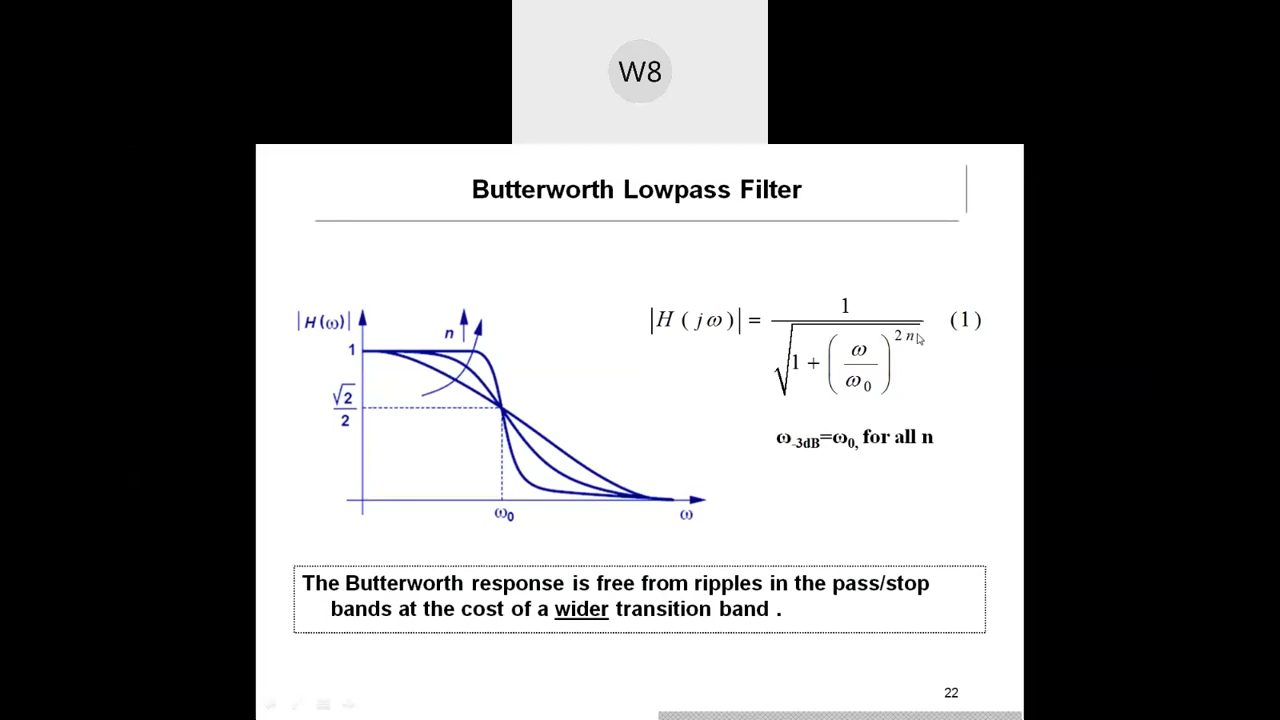 W8
Butterworth Lowpass Filter
|H(ω)|
n
1
√2/2
ω0
ω
|H(jω)| = 1/√(1 + (ω/ω0)^2n) (1)
ω-3dB=ω0, for all n
The Butterworth response is free from ripples in the pass/stop
bands at the cost of a wider transition band .
22